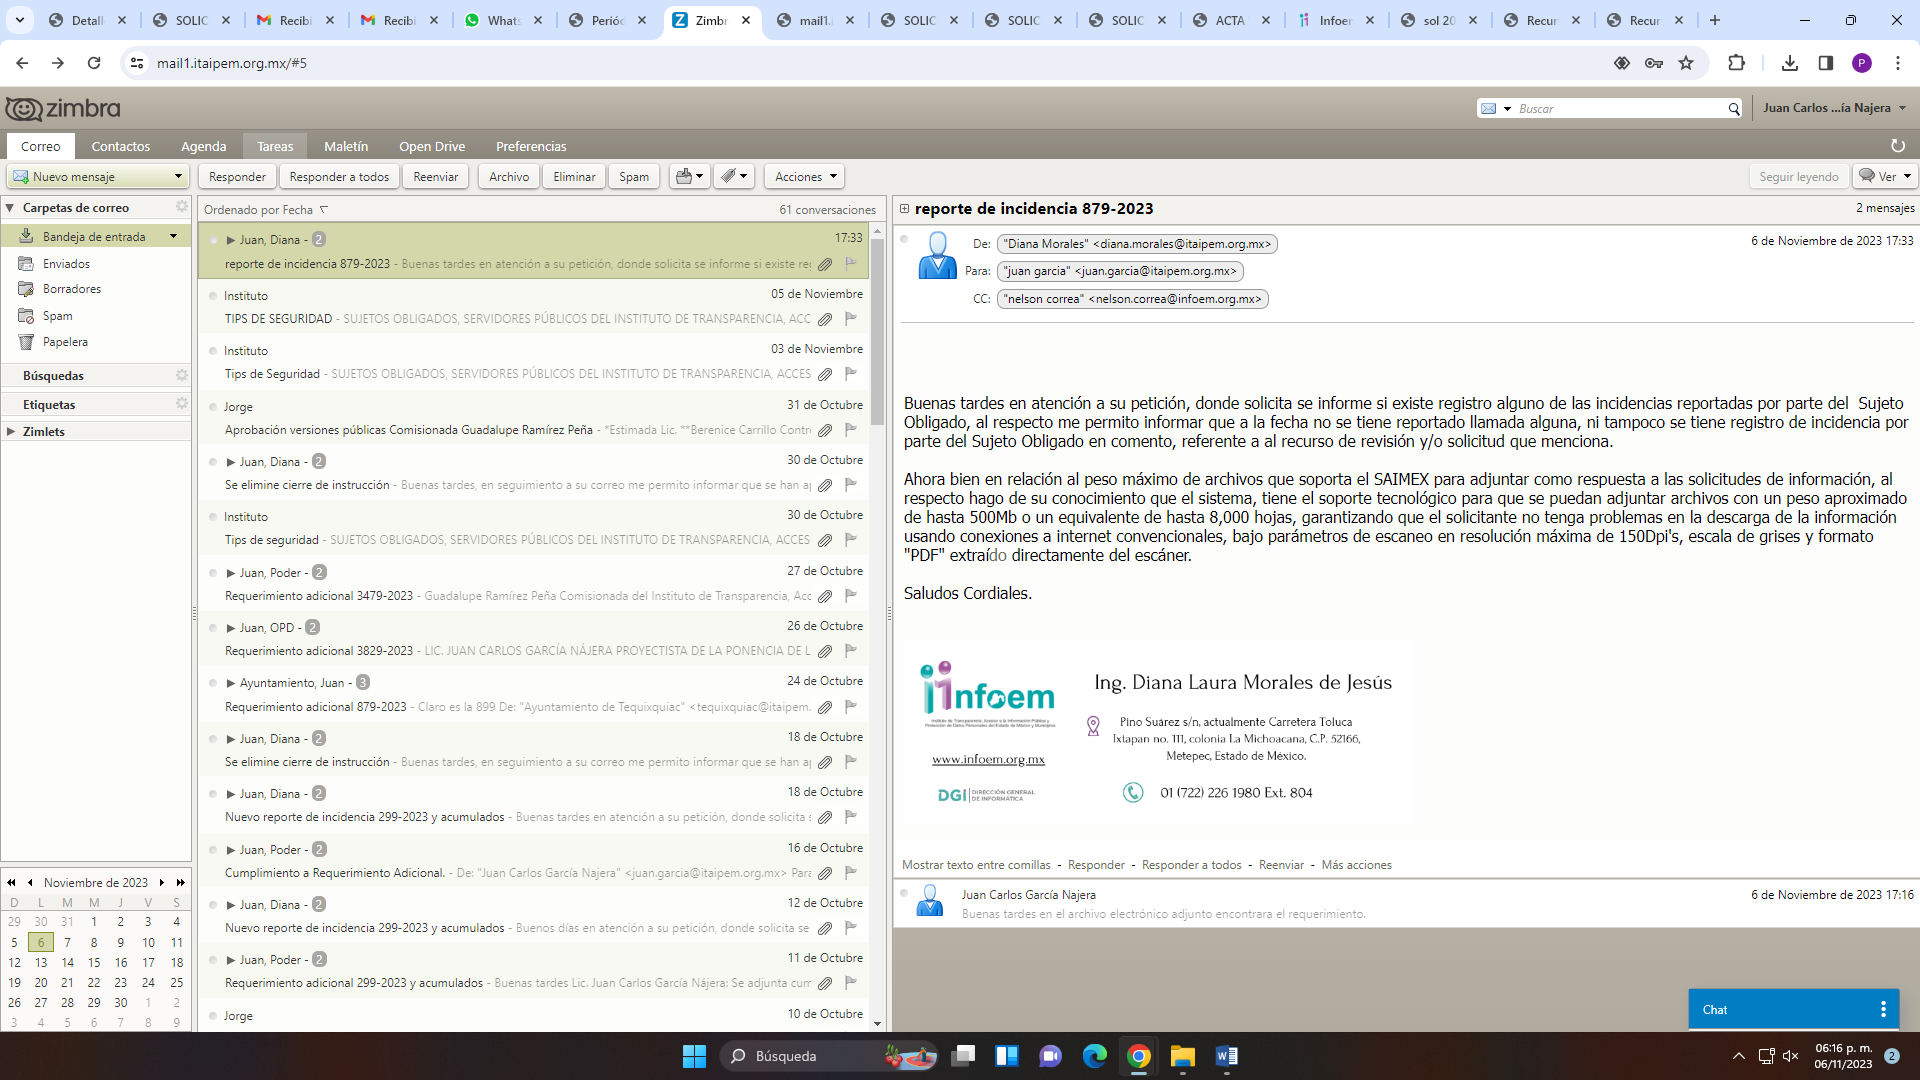 Detall
SOLIC
Recibi
Recibi
Whats
Periód
Zimbr
mail1.i
SOLIC
SOLIC
SOLIC
ACTA
Infoem
sol 20
Recur
Recur
mail1.itaipem.org.mx/#5
P
zimbra
Buscar
Juan Carlos ...ía Najera
Correo Contactos Agenda Tareas Maletín Open Drive Preferencias
Nuevo mensaje Responder Responder a todos Reenviar Archivo Eliminar Spam Acciones Seguir leyendo Ver
Carpetas de correo
Bandeja de entrada
Enviados
Borradores
Spam
Papelera
Búsquedas
Etiquetas
Zimlets
Noviembre de 2023
D L M M J V S
29 30 31 1 2 3 4
5 6 7 8 9 10 11
12 13 14 15 16 17 18
19 20 21 22 23 24 25
26 27 28 29 30 1 2
3 4 5 6 7 8 9
Ordenado por Fecha 61 conversaciones
Juan, Diana - 2 17:33
reporte de incidencia 879-2023 - Buenas tardes en atención a su petición, donde solicita se informe si existe re
Instituto 05 de Noviembre
TIPS DE SEGURIDAD - SUJETOS OBLIGADOS, SERVIDORES PÚBLICOS DEL INSTITUTO DE TRANSPARENCIA, ACC
Instituto 03 de Noviembre
Tips de Seguridad - SUJETOS OBLIGADOS, SERVIDORES PÚBLICOS DEL INSTITUTO DE TRANSPARENCIA, ACCES
Jorge 31 de Octubre
Aprobación versiones públicas Comisionada Guadalupe Ramírez Peña - *Estimada Lic. **Berenice Carrillo Contr
Juan, Diana - 2 30 de Octubre
Se elimine cierre de instrucción - Buenas tardes, en seguimiento a su correo me permito informar que se han a
Instituto 30 de Octubre
Tips de seguridad - SUJETOS OBLIGADOS, SERVIDORES PÚBLICOS DEL INSTITUTO DE TRANSPARENCIA, ACCES
Juan, Poder - 2 27 de Octubre
Requerimiento adicional 3479-2023 - Guadalupe Ramírez Peña Comisionada del Instituto de Transparencia, Acc
Juan, OPD - 2 26 de Octubre
Requerimiento adicional 3829-2023 - LIC. JUAN CARLOS GARCÍA NÁJERA PROYECTISTA DE LA PONENCIA DE L
Ayuntamiento, Juan - 3 24 de Octubre
Requerimiento adicional 879-2023 - Claro es la 899 De: "Ayuntamiento de Tequixquiac" <tequixquiac@itaipem.
Juan, Diana - 2 18 de Octubre
Se elimine cierre de instrucción - Buenas tardes, en seguimiento a su correo me permito informar que se han a
Juan, Diana - 2 18 de Octubre
Nuevo reporte de incidencia 299-2023 y acumulados - Buenas tardes en atención a su petición, donde solicita s
Juan, Poder - 2 16 de Octubre
Cumplimiento a Requerimiento Adicional. - De: "Juan Carlos García Najera" <juan.garcia@itaipem.org.mx> Para
Juan, Diana - 2 12 de Octubre
Nuevo reporte de incidencia 299-2023 y acumulados - Buenos días en atención a su petición, donde solicita se
Juan, Poder - 2 11 de Octubre
Requerimiento adicional 299-2023 y acumulados - Buenas tardes Lic. Juan Carlos García Nájera: Se adjunta cum
Jorge 10 de Octubre
reporte de incidencia 879-2023 2 mensajes
De: "Diana Morales" <diana.morales@itaipem.org.mx> 6 de Noviembre de 2023 17:33
Para: "juan garcia" <juan.garcia@itaipem.org.mx>
CC: "nelson correa" <nelson.correa@infoem.org.mx>
Buenas tardes en atención a su petición, donde solicita se informe si existe registro alguno de las incidencias reportadas por parte del Sujeto
Obligado, al respecto me permito informar que a la fecha no se tiene reportado llamada alguna, ni tampoco se tiene registro de incidencia por
parte del Sujeto Obligado en comento, referente a al recurso de revisión y/o solicitud que menciona.
Ahora bien en relación al peso máximo de archivos que soporta el SAIMEX para adjuntar como respuesta a las solicitudes de información, al
respecto hago de su conocimiento que el sistema, tiene el soporte tecnológico para que se puedan adjuntar archivos con un peso aproximado
de hasta 500Mb o un equivalente de hasta 8,000 hojas, garantizando que el solicitante no tenga problemas en la descarga de la información
usando conexiones a internet convencionales, bajo parámetros de escaneo en resolución máxima de 150Dpi's, escala de grises y formato
"PDF" extraído directamente del escáner.
Saludos Cordiales.
infoem
Instituto de Transparencia, Acceso a la Información Pública y
Protección de Datos Personales del Estado de México y Municipios
www.infoem.org.mx
DGI DIRECCIÓN GENERAL
DE INFORMÁTICA
Ing. Diana Laura Morales de Jesús
Pino Suárez s/n, actualmente Carretera Toluca
Ixtapan no. 111, colonia La Michoacana, C.P. 52166,
Metepec, Estado de México.
01 (722) 226 1980 Ext. 804
Mostrar texto entre comillas - Responder - Responder a todos - Reenviar - Más acciones
Juan Carlos García Najera 6 de Noviembre de 2023 17:16
Buenas tardes en el archivo electrónico adjunto encontrara el requerimiento.
Chat
Búsqueda
06:16 p. m.
06/11/2023
2